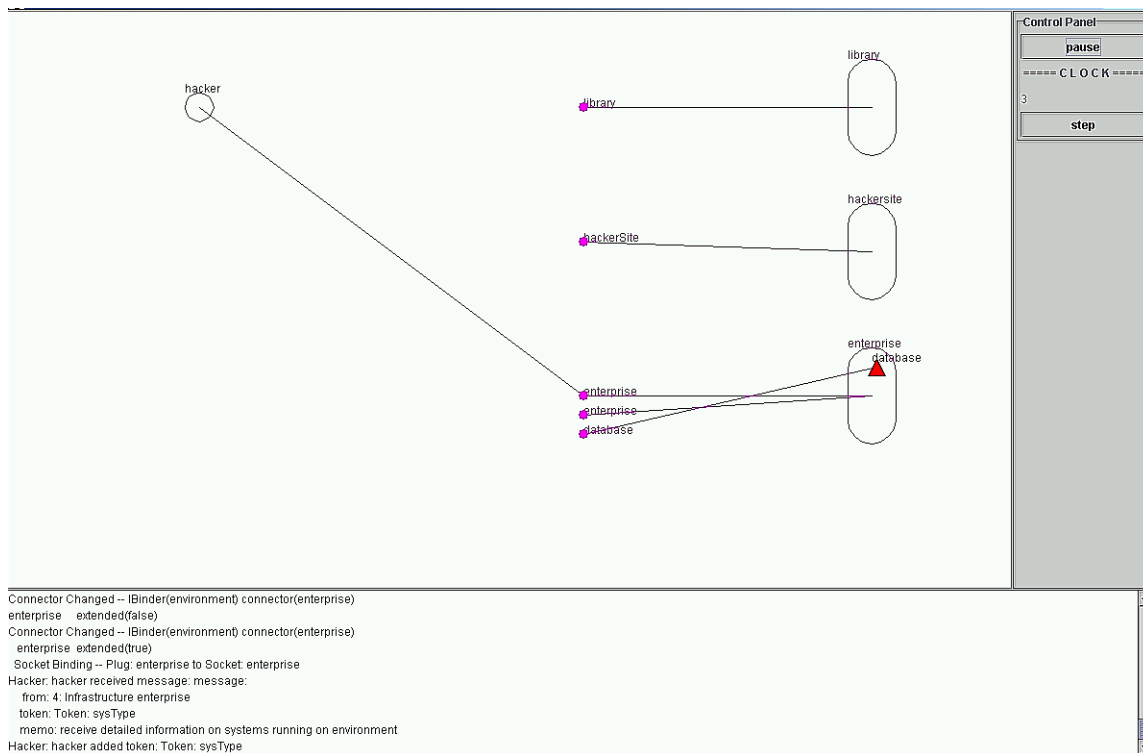 Control Panel
pause
===== C L O C K =====
3
step
hacker
library
library
hackersite
hackerSite
enterprise
database
enterprise
enterprise
database
Connector Changed -- IBinder(environment) connector(enterprise)
enterprise extended(false)
Connector Changed -- IBinder(environment) connector(enterprise)
enterprise extended(true)
Socket Binding -- Plug: enterprise to Socket: enterprise
Hacker: hacker received message: message:
from: 4: Infrastructure enterprise
token: Token: sysType
memo: receive detailed information on systems running on environment
Hacker: hacker added token: Token: sysType